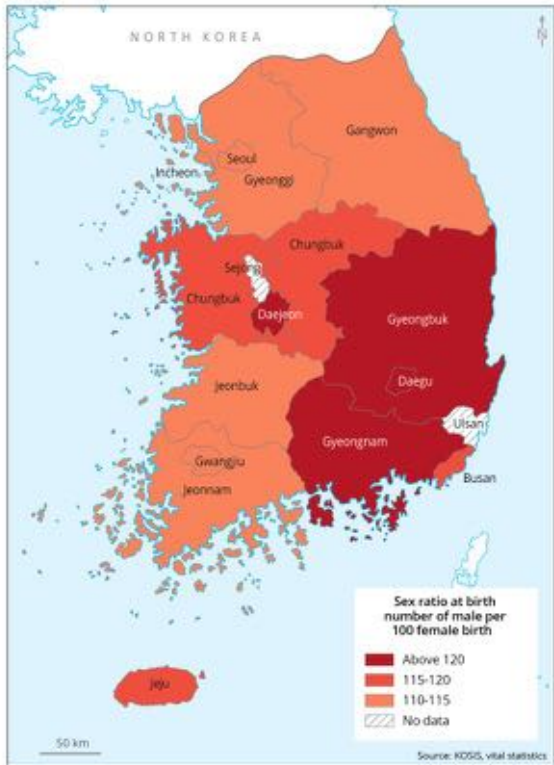 N
NORTH KOREA
Gangwon
Seoul
Incheon
Gyeonggi
Chungbuk
Sejong
Chungbuk
Daejeon
Gyeongbuk
Daegu
Jeonbuk
Ulsan
Gyeongnam
Gwangju
Busan
Jeonnam
Jeju
Sex ratio at birth
number of male per
100 female birth
Above 120
115-120
110-115
No data
50 km
Source: KOSIS, vital statistics